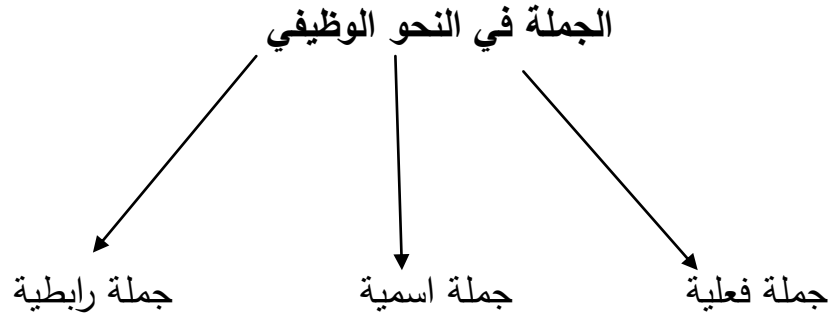 الجملة في النحو الوظيفي
جملة فعلية جملة اسمية جملة رابطية